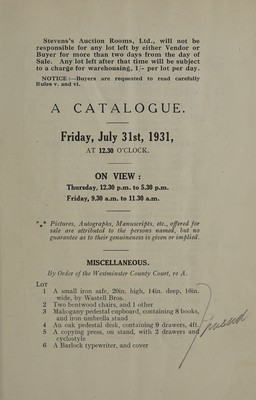 Stevens's Auction Rooms, Ltd., will not be
responsible for any lot left by either Vendor or
Buyer for more than two days from the day of
Sale. Any lot left after that time will be subject
to a charge for warehousing, 1/- per lot per day.
NOTICE:—Buyers are requested to read carefully
Rules v. and vi.
A CATALOGUE.
Friday, July 31st, 1931,
AT 12.30 O'CLOCK.
ON VIEW:
Thursday, 12.30 p.m. to 5.30 p.m.
Friday, 9.30 a.m. to 11.30 a.m.
*** Pictures, Autographs, Manuscripts, etc., offered for
sale are attributed to the persons named, but no
guarantee as to their genuineness is given or implied.
MISCELLANEOUS.
By Order of the Westminster County Court, re A.
LOT
1 A small iron safe, 20in. high, 14in. deep, 16in.
wide, by Wastell Bros.
2 Two bentwood chairs, and 1 other
3 Mahogany pedestal cupboard, containing 8 books,
and iron umbrella stand
4 An oak pedestal desk, containing 9 drawers, 4ft.
5 A copying press, on stand, with 2 drawers and
cyclostyle
6 A Barlock typewriter, and cover